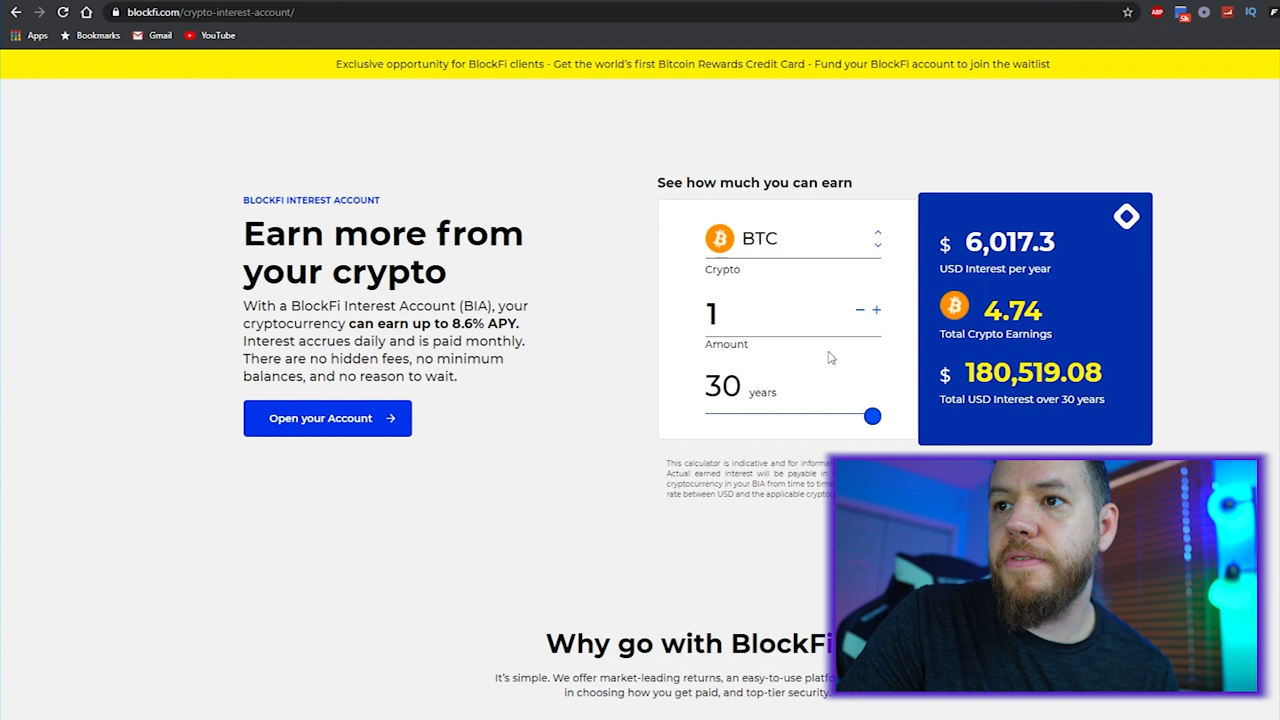 blockfi.com/crypto-interest-account/
Apps Bookmarks Gmail YouTube
Exclusive opportunity for BlockFi clients - Get the world's first Bitcoin Rewards Credit Card - Fund your BlockFi account to join the waitlist
BLOCKFI INTEREST ACCOUNT
Earn more from
your crypto
With a BlockFi Interest Account (BIA), your
cryptocurrency can earn up to 8.6% APY.
Interest accrues daily and is paid monthly.
There are no hidden fees, no minimum
balances, and no reason to wait.
Open your Account
See how much you can earn
BTC
Crypto
1
Amount
30 years
$ 6,017.3
USD Interest per year
4.74
Total Crypto Earnings
$ 180,519.08
Total USD Interest over 30 years
This calculator is indicative and for
Actual earned interest will be payable in
cryptocurrency in your BIA from time to time
rate between USD and the applicable
Why go with BlockFi
It's simple. We offer market-leading returns, an easy-to-use
in choosing how you get paid, and top-tier security.
ABP
IQ